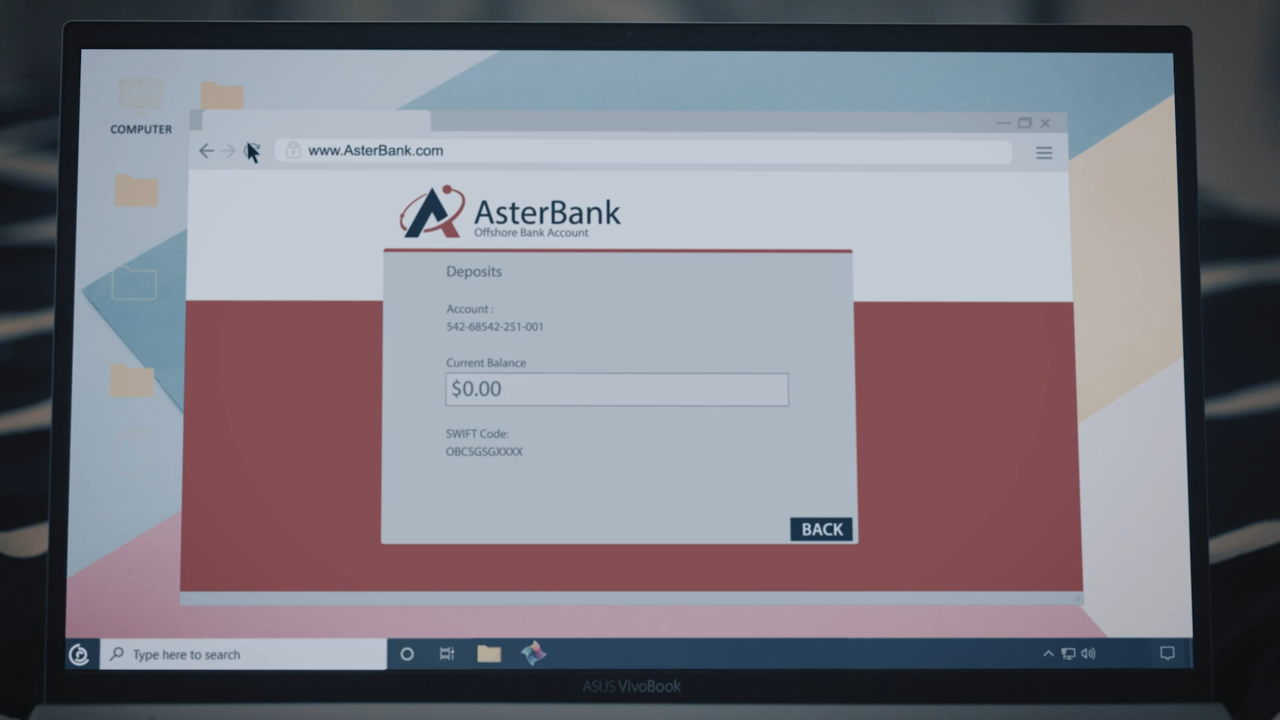 COMPUTER
www.AsterBank.com
AsterBank
Offshore Bank Account
Deposits
Account :
542-68542-251-001
Current Balance
$0.00
SWIFT Code:
OBCSGSGXXXX
BACK
Type here to search
ASUS VivoBook